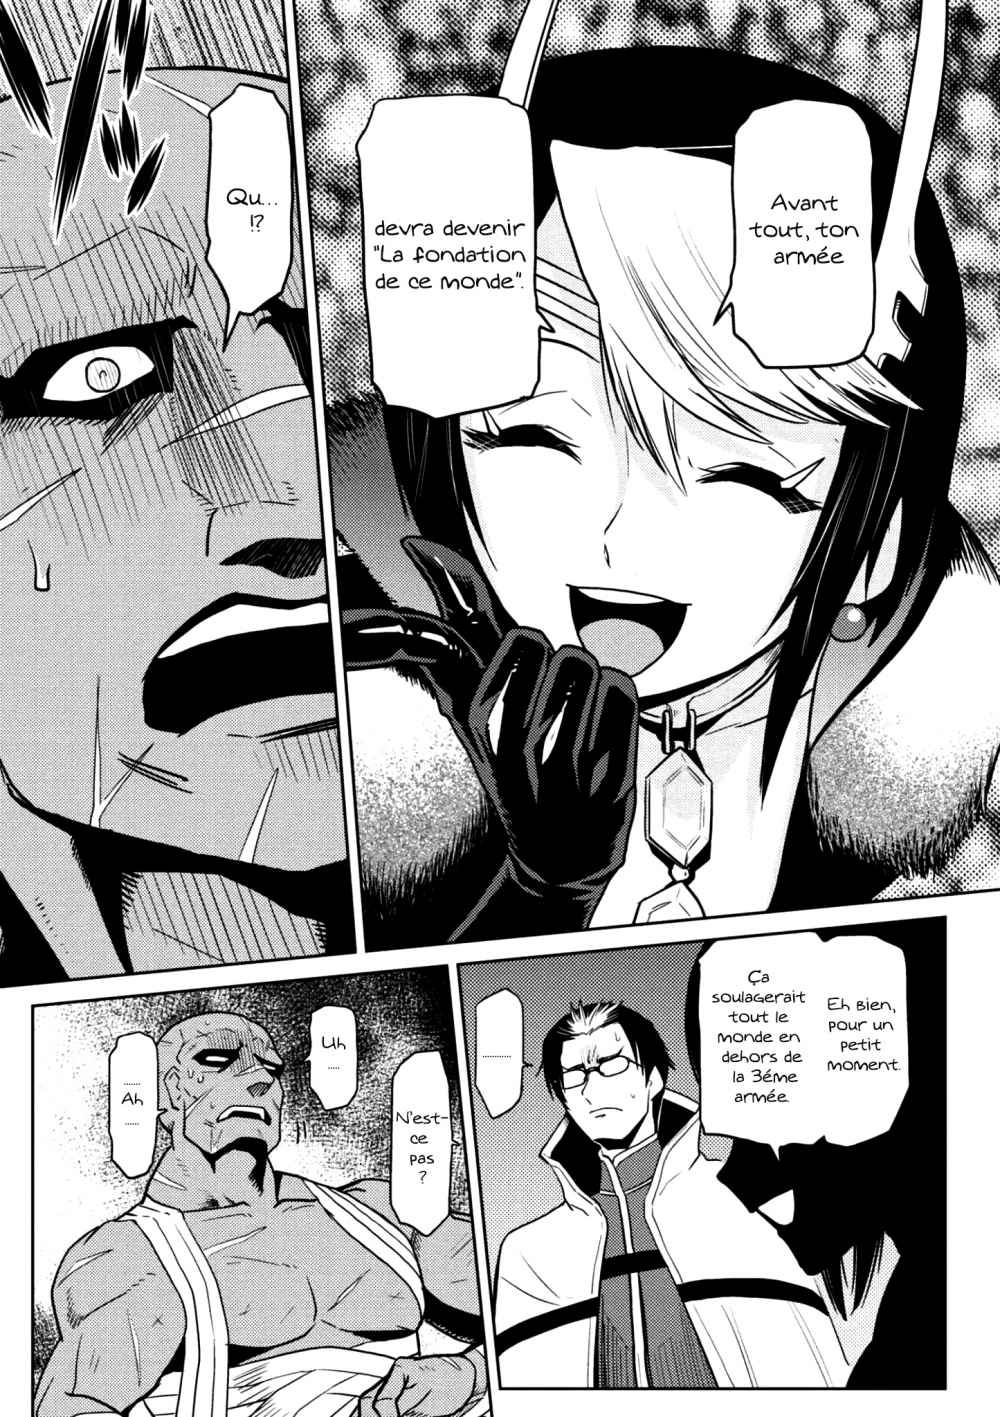 Avant
tout, ton
armée
devra devenir
"La fondation
de ce monde".
Qu...
!?
Eh bien,
pour un
petit
moment.
Ça
soulagerait
tout le
monde en
dehors de
la 3éme
armée.
..........
N'est-
ce
pas
?
Uh
....
......
Ah
......